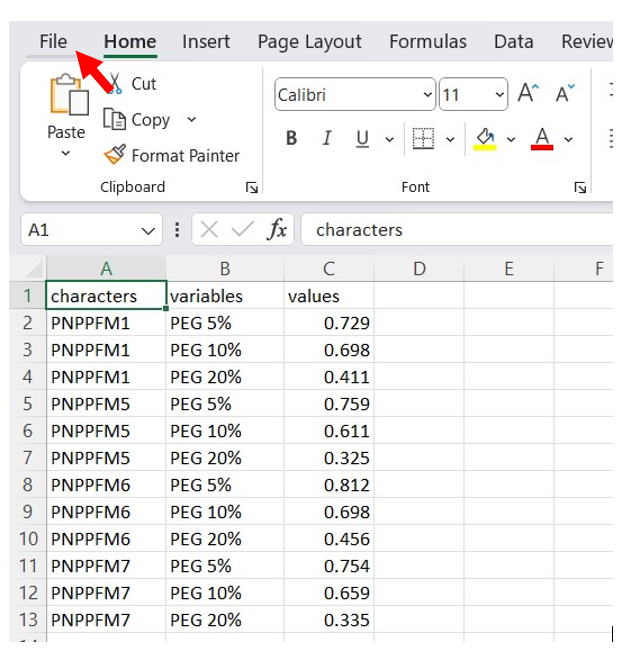 File Home Insert Page Layout Formulas Data Review
Cut
Copy
Paste
Format Painter
Clipboard
Calibri 11 A A
B I U A
Font
A1 fx characters
A B C D E F
1 characters variables values
2 PNPPFM1 PEG 5% 0.729
3 PNPPFM1 PEG 10% 0.698
4 PNPPFM1 PEG 20% 0.411
5 PNPPFM5 PEG 5% 0.759
6 PNPPFM5 PEG 10% 0.611
7 PNPPFM5 PEG 20% 0.325
8 PNPPFM6 PEG 5% 0.812
9 PNPPFM6 PEG 10% 0.698
10 PNPPFM6 PEG 20% 0.456
11 PNPPFM7 PEG 5% 0.754
12 PNPPFM7 PEG 10% 0.659
13 PNPPFM7 PEG 20% 0.335